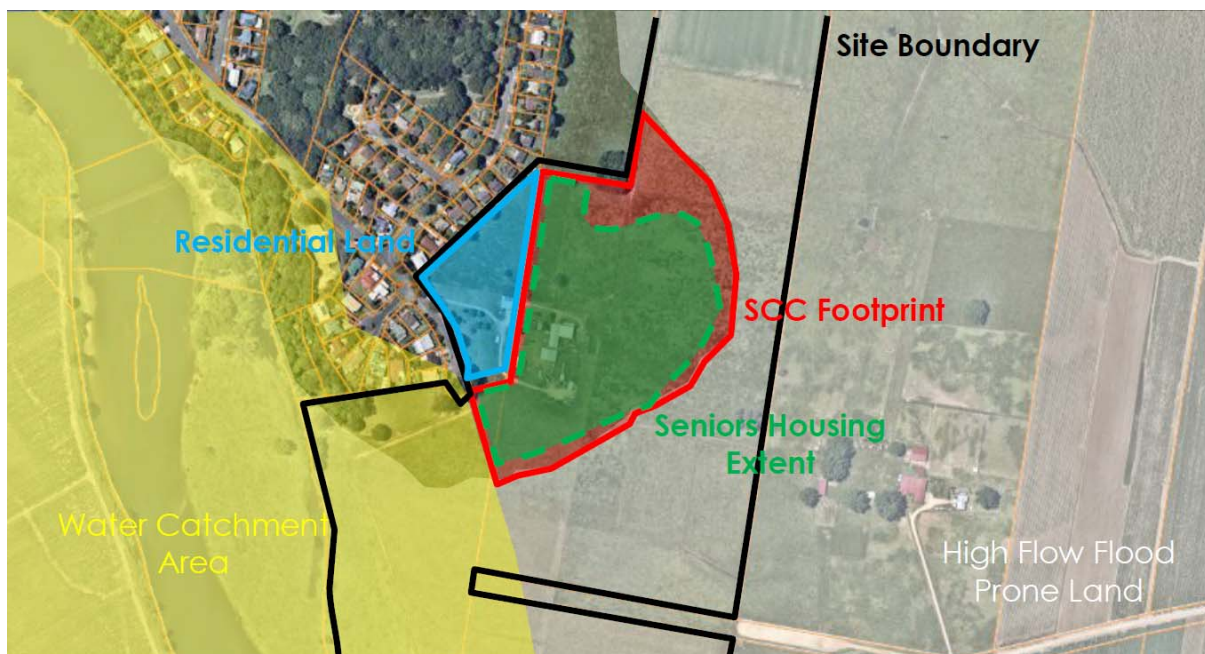 Site Boundary
Residential Land
SCC Footprint
Seniors Housing
Extent
Water Catchment
Area
High Flow Flood
Prone Land